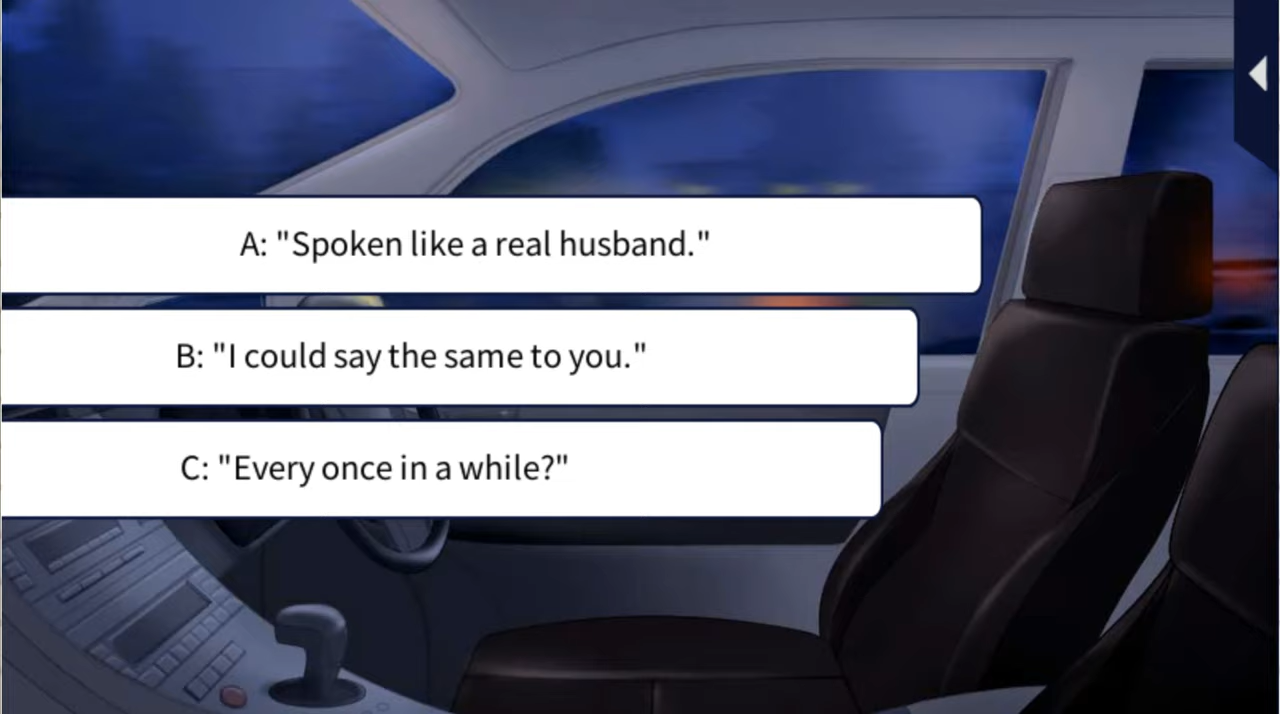 A: "Spoken like a real husband."
B: "I could say the same to you."
C: "Every once in a while?"